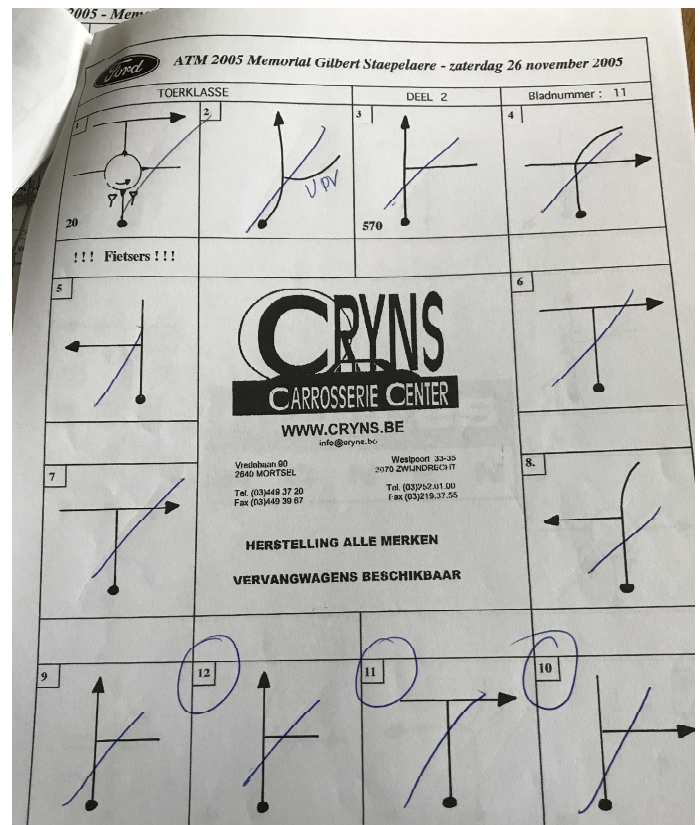 2005 - Mem
Ford
ATM 2005 Memorial Gilbert Staepelaere - zaterdag 26 november 2005
TOERKLASSE
DEEL 2
Bladnummer : 11
1
2
3
4
20
VPV
570
!!! Fietsers !!!
5
6
CRYNS
CARROSSERIE CENTER
WWW.CRYNS.BE
info@cryns.be
Vredebaan 90
2640 MORTSEL
Tel. (03)449 37 20
Fax (03)449 39 67
Westpoort 33-35
2070 ZWIJNDRECHT
Tel. (03)252.01.00
Fax (03)219.37.55
7
8.
HERSTELLING ALLE MERKEN
VERVANGWAGENS BESCHIKBAAR
9
12
11
10